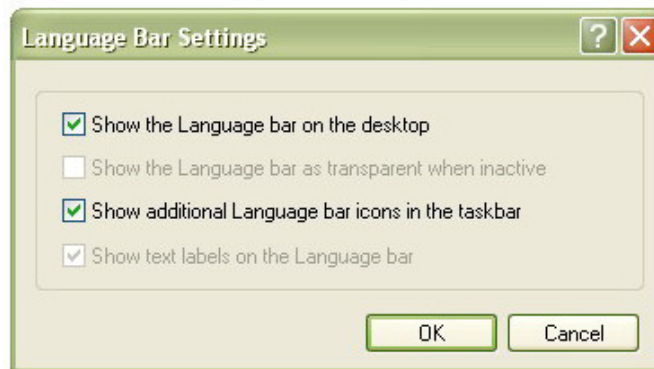 Language Bar Settings
Show the Language bar on the desktop
Show the Language bar as transparent when inactive
Show additional Language bar icons in the taskbar
Show text labels on the Language bar
OK Cancel